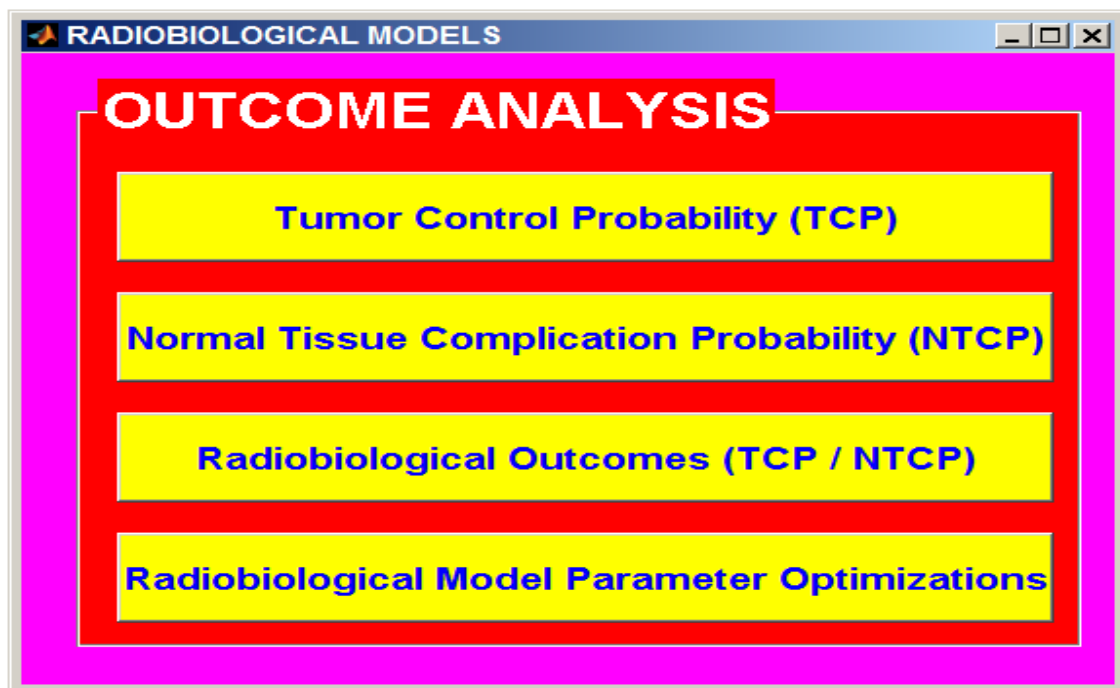 RADIOBIOLOGICAL MODELS
OUTCOME ANALYSIS
Tumor Control Probability (TCP)
Normal Tissue Complication Probability (NTCP)
Radiobiological Outcomes (TCP / NTCP)
Radiobiological Model Parameter Optimizations